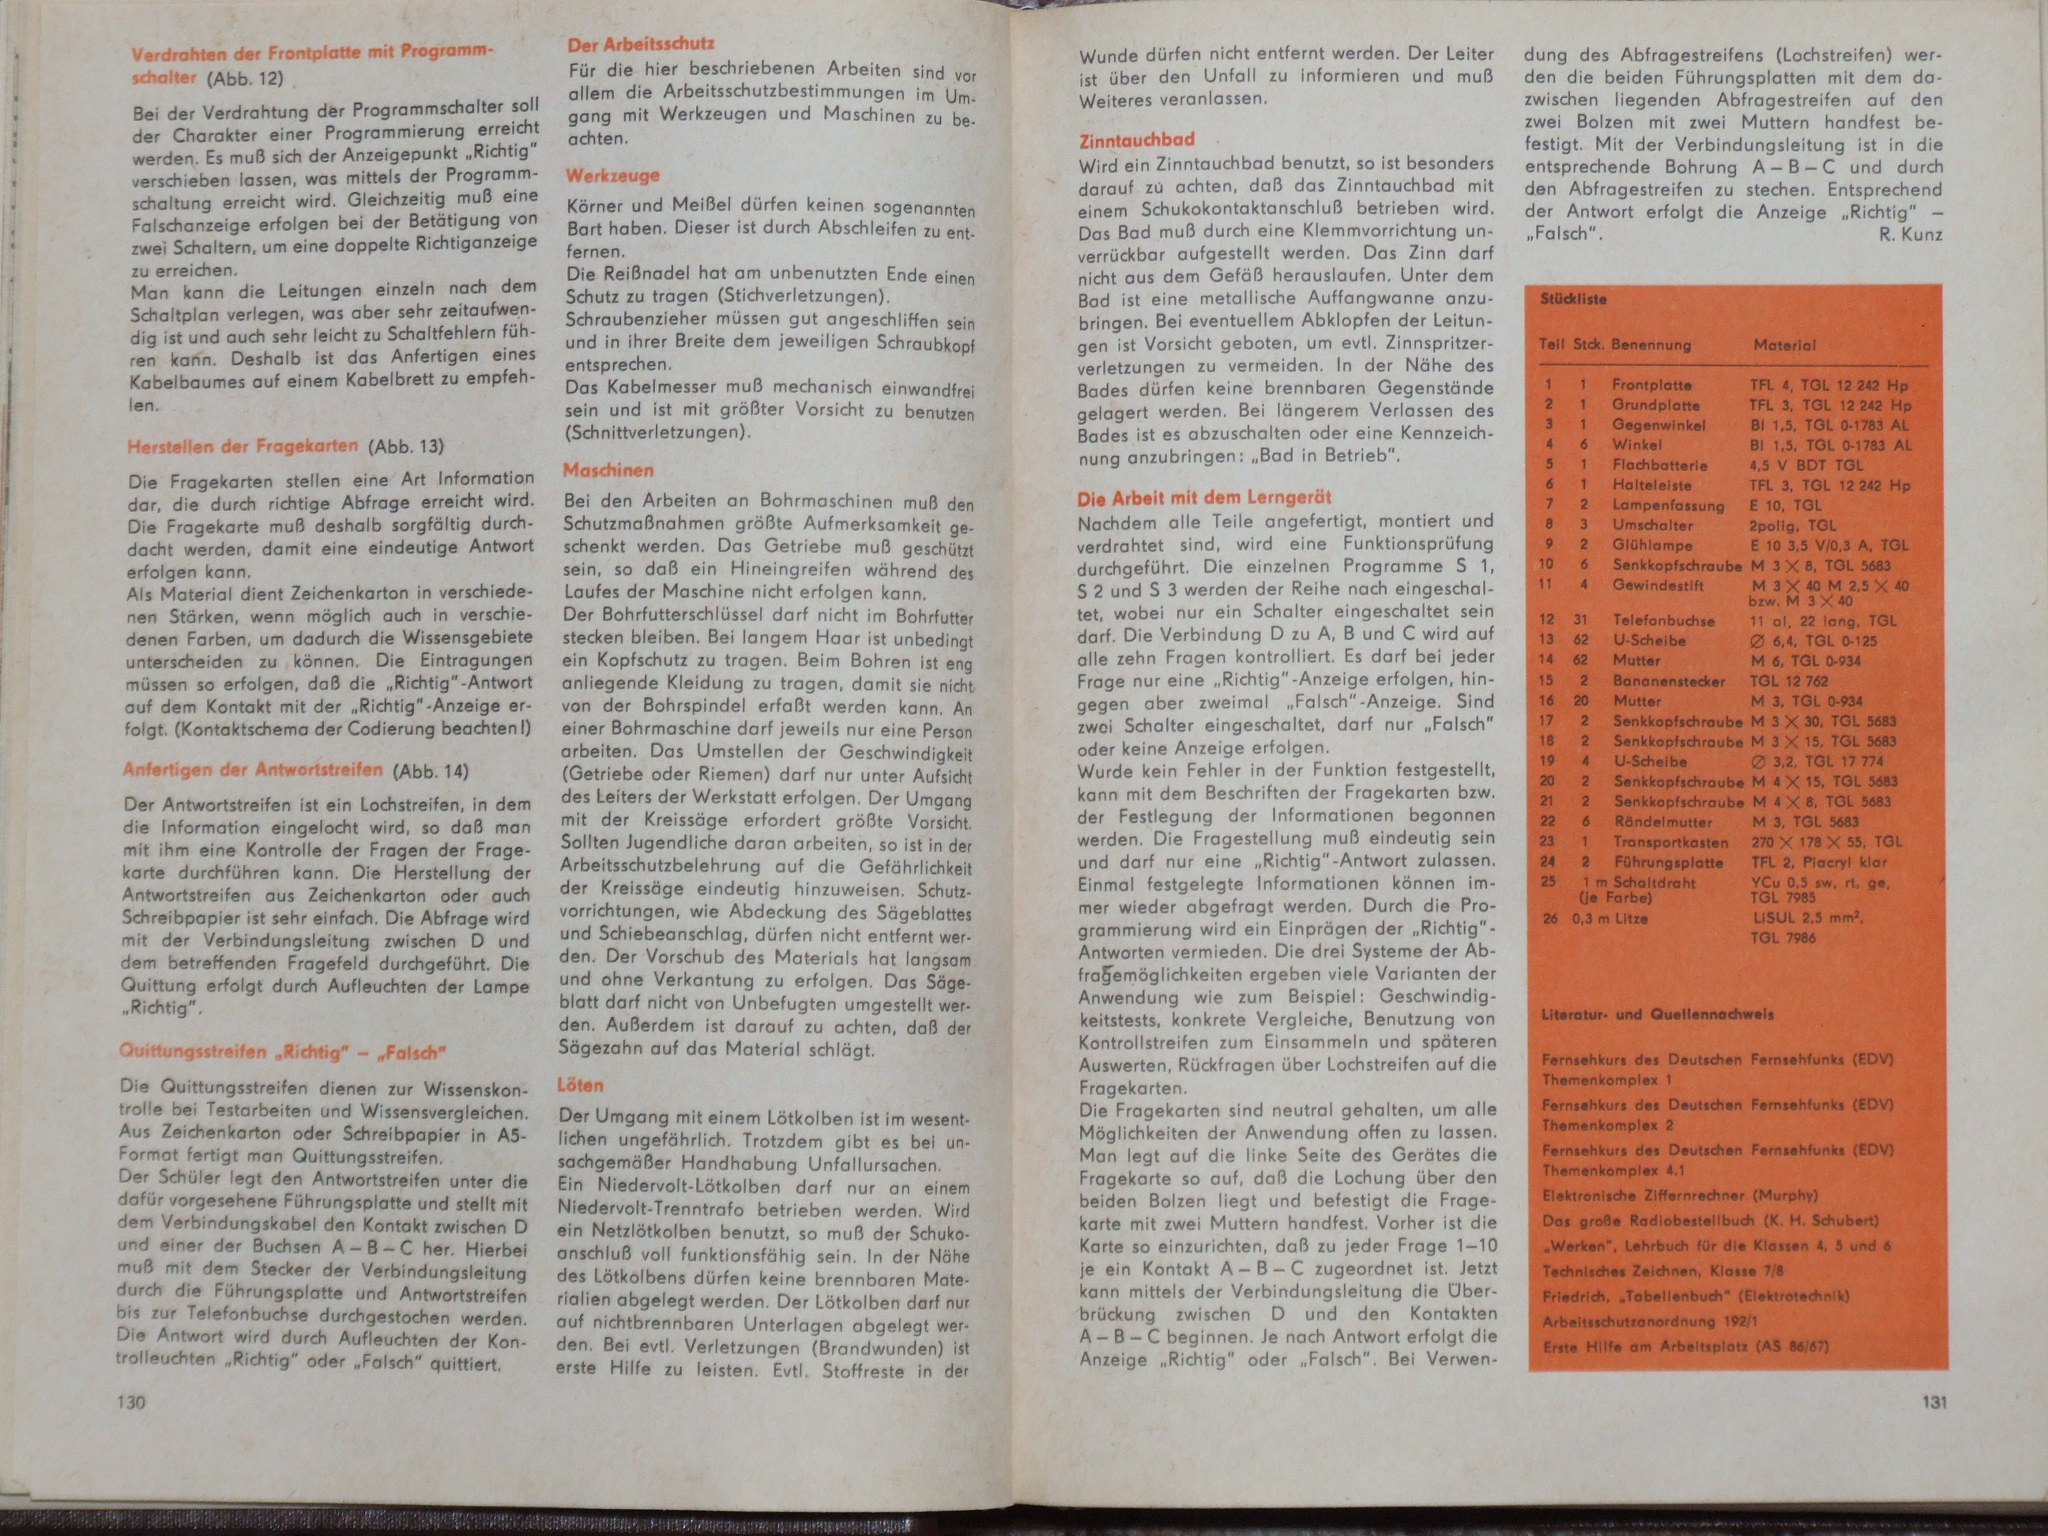 Verdrahten der Frontplatte mit Programm-
schalter (Abb. 12)
Bei der Verdrahtung der Programmschalter soll
der Charakter einer Programmierung erreicht
werden. Es muß sich der Anzeigepunkt „Richtig“
verschieben lassen, was mittels der Programm-
schaltung erreicht wird. Gleichzeitig muß eine
Falschanzeige erfolgen bei der Betätigung von
zwei Schaltern, um eine doppelte Richtiganzeige
zu erreichen.
Man kann die Leitungen einzeln nach dem
Schaltplan verlegen, was aber sehr zeitaufwen-
dig ist und auch sehr leicht zu Schaltfehlern füh-
ren kann. Deshalb ist das Anfertigen eines
Kabelbaumes auf einem Kabelbrett zu empfeh-
len.
Herstellen der Fragekarten (Abb. 13)
Die Fragekarten stellen eine Art Information
dar, die durch richtige Abfrage erreicht wird.
Die Fragekarte muß deshalb sorgfältig durch-
dacht werden, damit eine eindeutige Antwort
erfolgen kann.
Als Material dient Zeichenkarton in verschiede-
nen Stärken, wenn möglich auch in verschie-
denen Farben, um dadurch die Wissensgebiete
unterscheiden zu können. Die Eintragungen
müssen so erfolgen, daß die „Richtig“-Antwort
auf dem Kontakt mit der „Richtig“-Anzeige er-
folgt. (Kontaktschema der Codierung beachten!)
Anfertigen der Antwortstreifen (Abb. 14)
Der Antwortstreifen ist ein Lochstreifen, in dem
die Information eingelocht wird, so daß man
mit ihm eine Kontrolle der Fragen der Frage-
karte durchführen kann. Die Herstellung der
Antwortstreifen aus Zeichenkarton oder auch
Schreibpapier ist sehr einfach. Die Abfrage wird
mit der Verbindungsleitung zwischen D und
dem betreffenden Fragefeld durchgeführt. Die
Quittung erfolgt durch Aufleuchten der Lampe
„Richtig“.
Quittungsstreifen „Richtig“ – „Falsch“
Die Quittungsstreifen dienen zur Wissenskon-
trolle bei Testarbeiten und Wissensvergleichen.
Aus Zeichenkarton oder Schreibpapier in A5-
Format fertigt man Quittungsstreifen.
Der Schüler legt den Antwortstreifen unter die
dafür vorgesehene Führungsplatte und stellt mit
dem Verbindungskabel den Kontakt zwischen D
und einer der Buchsen A – B – C her. Hierbei
muß mit dem Stecker der Verbindungsleitung
durch die Führungsplatte und Antwortstreifen
bis zur Telefonbuchse durchgestochen werden.
Die Antwort wird durch Aufleuchten der Kon-
trolleuchten „Richtig“ oder „Falsch“ quittiert.
130
Der Arbeitsschutz
Für die hier beschriebenen Arbeiten sind vor
allem die Arbeitsschutzbestimmungen im Um-
gang mit Werkzeugen und Maschinen zu be-
achten.
Werkzeuge
Körner und Meißel dürfen keinen sogenannten
Bart haben. Dieser ist durch Abschleifen zu ent-
fernen.
Die Reißnadel hat am unbenutzten Ende einen
Schutz zu tragen (Stichverletzungen).
Schraubenzieher müssen gut angeschliffen sein
und in ihrer Breite dem jeweiligen Schraubkopf
entsprechen.
Das Kabelmesser muß mechanisch einwandfrei
sein und ist mit größter Vorsicht zu benutzen
(Schnittverletzungen).
Maschinen
Bei den Arbeiten an Bohrmaschinen muß den
Schutzmaßnahmen größte Aufmerksamkeit ge-
schenkt werden. Das Getriebe muß geschützt
sein, so daß ein Hineingreifen während des
Laufes der Maschine nicht erfolgen kann.
Der Bohrfutterschlüssel darf nicht im Bohrfutter
stecken bleiben. Bei langem Haar ist unbedingt
ein Kopfschutz zu tragen. Beim Bohren ist eng
anliegende Kleidung zu tragen, damit sie nicht
von der Bohrspindel erfaßt werden kann. An
einer Bohrmaschine darf jeweils nur eine Person
arbeiten. Das Umstellen der Geschwindigkeit
(Getriebe oder Riemen) darf nur unter Aufsicht
des Leiters der Werkstatt erfolgen. Der Umgang
mit der Kreissäge erfordert größte Vorsicht.
Sollten Jugendliche daran arbeiten, so ist in der
Arbeitsschutzbelehrung auf die Gefährlichkeit
der Kreissäge eindeutig hinzuweisen. Schutz-
vorrichtungen, wie Abdeckung des Sägeblattes
und Schiebeanschlag, dürfen nicht entfernt wer-
den. Der Vorschub des Materials hat langsam
und ohne Verkantung zu erfolgen. Das Säge-
blatt darf nicht von Unbefugten umgestellt wer-
den. Außerdem ist darauf zu achten, daß der
Sägezahn auf das Material schlägt.
Löten
Der Umgang mit einem Lötkolben ist im wesent-
lichen ungefährlich. Trotzdem gibt es bei un-
sachgemäßer Handhabung Unfallursachen.
Ein Niedervolt-Lötkolben darf nur an einem
Niedervolt-Trenntrafo betrieben werden. Wird
ein Netzlötkolben benutzt, so muß der Schuko-
anschluß voll funktionsfähig sein. In der Nähe
des Lötkolbens dürfen keine brennbaren Mate-
rialien abgelegt werden. Der Lötkolben darf nur
auf nichtbrennbaren Unterlagen abgelegt wer-
den. Bei evtl. Verletzungen (Brandwunden) ist
erste Hilfe zu leisten. Evtl. Stoffreste in der
Wunde dürfen nicht entfernt werden. Der Leiter
ist über den Unfall zu informieren und muß
Weiteres veranlassen.
Zinntauchbad
Wird ein Zinntauchbad benutzt, so ist besonders
darauf zu achten, daß das Zinntauchbad mit
einem Schukokontaktanschluß betrieben wird.
Das Bad muß durch eine Klemmvorrichtung un-
verrückbar aufgestellt werden. Das Zinn darf
nicht aus dem Gefäß herauslaufen. Unter dem
Bad ist eine metallische Auffangwanne anzu-
bringen. Bei eventuellem Abklopfen der Leitun-
gen ist Vorsicht geboten, um evtl. Zinnspritzer-
verletzungen zu vermeiden. In der Nähe des
Bades dürfen keine brennbaren Gegenstände
gelagert werden. Bei längerem Verlassen des
Bades ist es abzuschalten oder eine Kennzeich-
nung anzubringen: „Bad in Betrieb“.
Die Arbeit mit dem Lerngerät
Nachdem alle Teile angefertigt, montiert und
verdrahtet sind, wird eine Funktionsprüfung
durchgeführt. Die einzelnen Programme S 1,
S 2 und S 3 werden der Reihe nach eingeschal-
tet, wobei nur ein Schalter eingeschaltet sein
darf. Die Verbindung D zu A, B und C wird auf
alle zehn Fragen kontrolliert. Es darf bei jeder
Frage nur eine „Richtig“-Anzeige erfolgen, hin-
gegen aber zweimal „Falsch“-Anzeige. Sind
zwei Schalter eingeschaltet, darf nur „Falsch“
oder keine Anzeige erfolgen.
Wurde kein Fehler in der Funktion festgestellt,
kann mit dem Beschriften der Fragekarten bzw.
der Festlegung der Informationen begonnen
werden. Die Fragestellung muß eindeutig sein
und darf nur eine „Richtig“-Antwort zulassen.
Einmal festgelegte Informationen können im-
mer wieder abgefragt werden. Durch die Pro-
grammierung wird ein Einprägen der „Richtig“-
Antworten vermieden. Die drei Systeme der Ab-
fragemöglichkeiten ergeben viele Varianten der
Anwendung wie zum Beispiel: Geschwindig-
keitstests, konkrete Vergleiche, Benutzung von
Kontrollstreifen zum Einsammeln und späteren
Auswerten, Rückfragen über Lochstreifen auf die
Fragekarten.
Die Fragekarten sind neutral gehalten, um alle
Möglichkeiten der Anwendung offen zu lassen.
Man legt auf die linke Seite des Gerätes die
Fragekarte so auf, daß die Lochung über den
beiden Bolzen liegt und befestigt die Frage-
karte mit zwei Muttern handfest. Vorher ist die
Karte so einzurichten, daß zu jeder Frage 1–10
je ein Kontakt A – B – C zugeordnet ist. Jetzt
kann mittels der Verbindungsleitung die Über-
brückung zwischen D und den Kontakten
A – B – C beginnen. Je nach Antwort erfolgt die
Anzeige „Richtig“ oder „Falsch“. Bei Verwen-
dung des Abfragestreifens (Lochstreifen) wer-
den die beiden Führungsplatten mit dem da-
zwischen liegenden Abfragestreifen auf den
zwei Bolzen mit zwei Muttern handfest be-
festigt. Mit der Verbindungsleitung ist in die
entsprechende Bohrung A – B – C und durch
den Abfragestreifen zu stechen. Entsprechend
der Antwort erfolgt die Anzeige „Richtig“ –
„Falsch“. R. Kunz
Stückliste
Teil Stck. Benennung Material
1 1 Frontplatte TFL 4, TGL 12 242 Hp
2 1 Grundplatte TFL 3, TGL 12 242 Hp
3 1 Gegenwinkel Bl 1,5, TGL 0-1783 AL
4 6 Winkel Bl 1,5, TGL 0-1783 AL
5 1 Flachbatterie 4,5 V BDT TGL
6 1 Halteleiste TFL 3, TGL 12 242 Hp
7 2 Lampenfassung E 10, TGL
8 3 Umschalter 2polig, TGL
9 2 Glühlampe E 10 3,5 V/0,3 A, TGL
10 6 Senkkopfschraube M 3 × 8, TGL 5683
11 4 Gewindestift M 3 × 40 M 2,5 × 40
bzw. M 3 × 40
12 31 Telefonbuchse 11 al, 22 lang, TGL
13 62 U-Scheibe ∅ 6,4, TGL 0-125
14 62 Mutter M 6, TGL 0-934
15 2 Bananenstecker TGL 12 762
16 20 Mutter M 3, TGL 0-934
17 2 Senkkopfschraube M 3 × 30, TGL 5683
18 2 Senkkopfschraube M 3 × 15, TGL 5683
19 4 U-Scheibe ∅ 3,2, TGL 17 774
20 2 Senkkopfschraube M 4 × 15, TGL 5683
21 2 Senkkopfschraube M 4 × 8, TGL 5683
22 6 Rändelmutter M 3, TGL 5683
23 1 Transportkasten 270 × 178 × 55, TGL
24 2 Führungsplatte TFL 2, Piacryl klar
25 1 m Schaltdraht YCu 0,5 sw, rt, ge,
(je Farbe) TGL 7985
26 0,3 m Litze LiSUL 2,5 mm²,
TGL 7986
Literatur- und Quellennachweis
Fernsehkurs des Deutschen Fernsehfunks (EDV)
Themenkomplex 1
Fernsehkurs des Deutschen Fernsehfunks (EDV)
Themenkomplex 2
Fernsehkurs des Deutschen Fernsehfunks (EDV)
Themenkomplex 4.1
Elektronische Ziffernrechner (Murphy)
Das große Radiobestellbuch (K. H. Schubert)
„Werken“, Lehrbuch für die Klassen 4, 5 und 6
Technisches Zeichnen, Klasse 7/8
Friedrich, „Tabellenbuch“ (Elektrotechnik)
Arbeitsschutzanordnung 192/1
Erste Hilfe am Arbeitsplatz (AS 86/67)
131